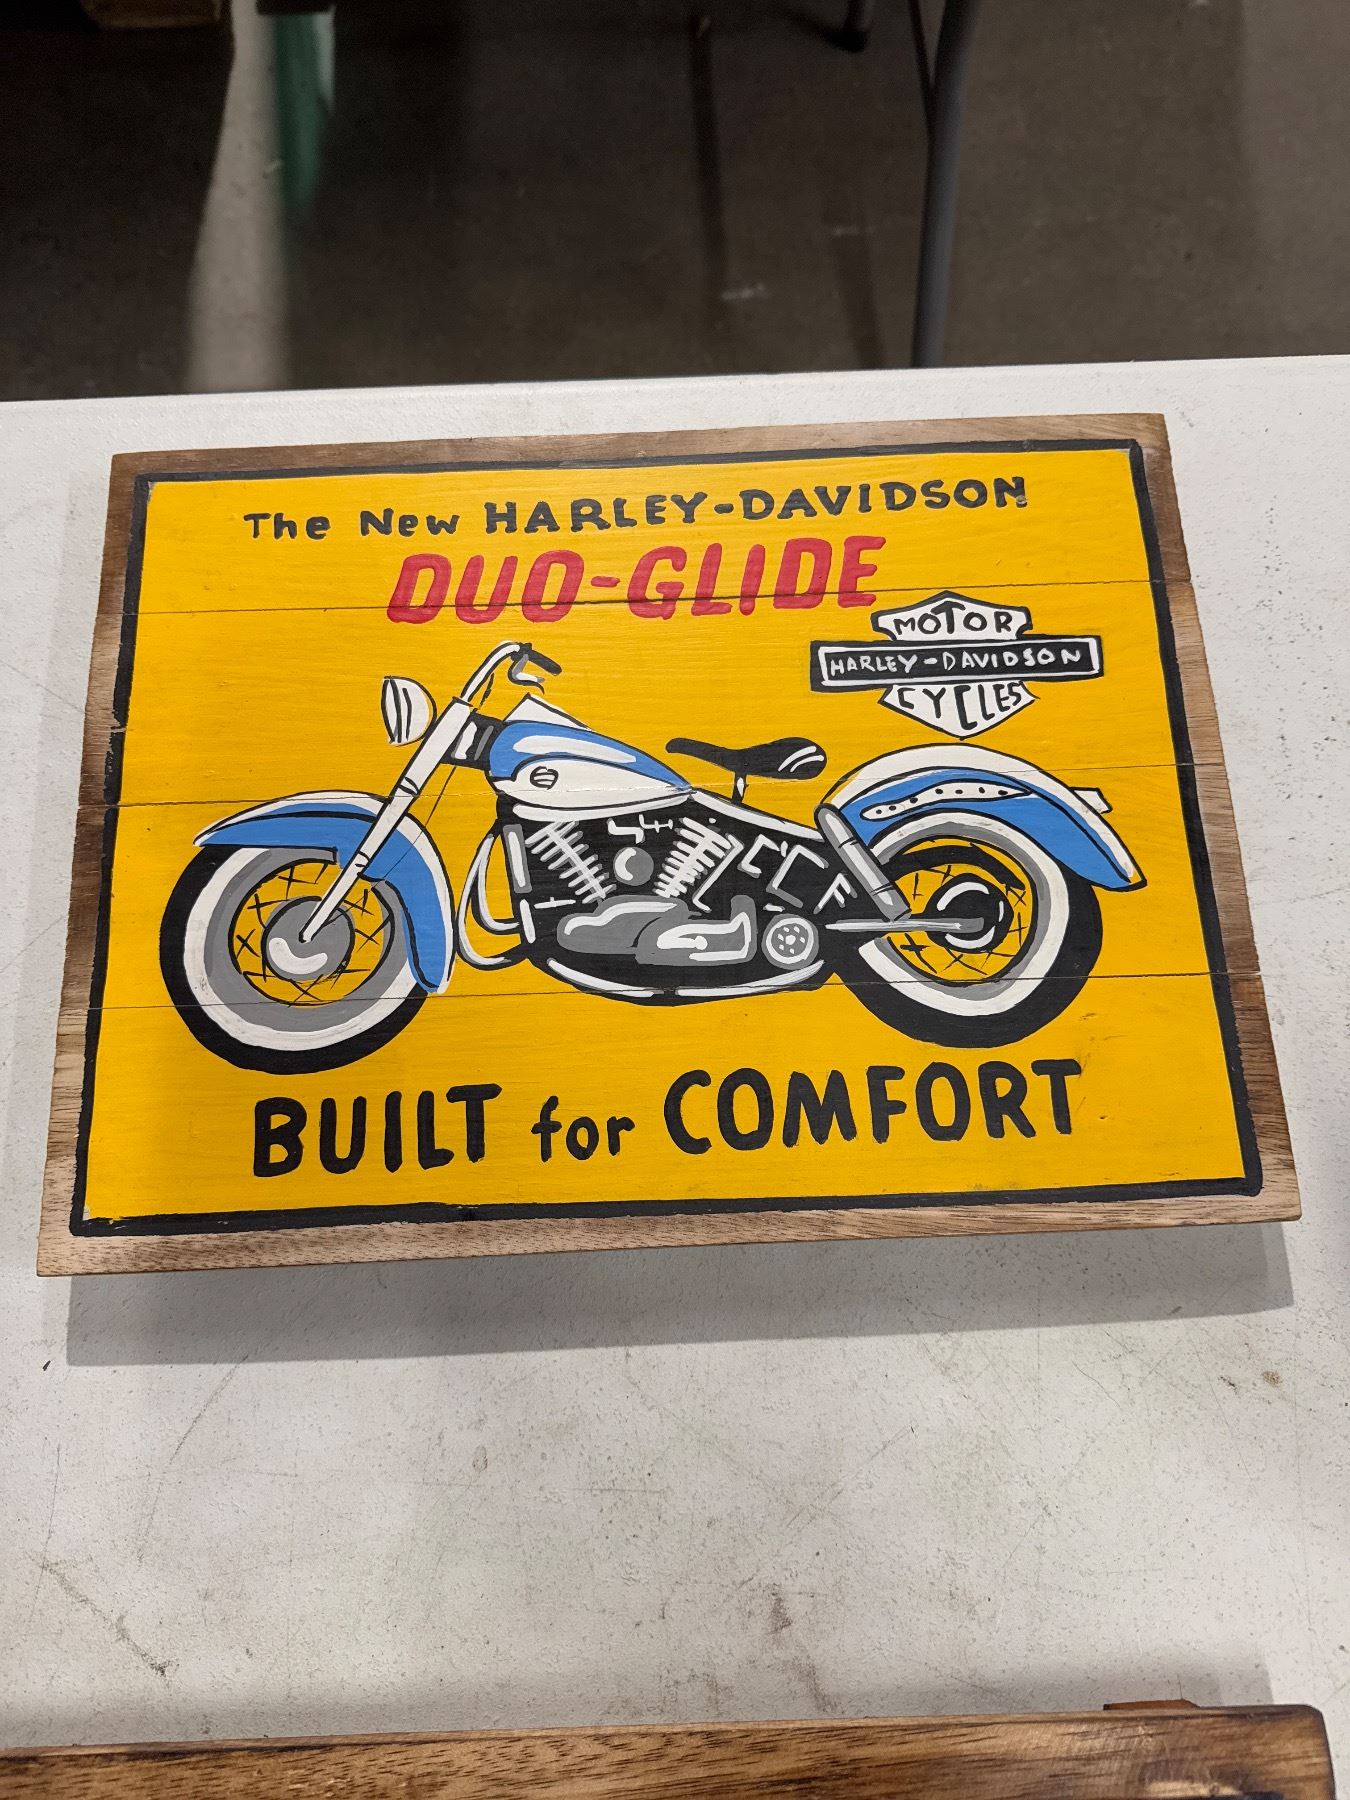 The New HARLEY-DAVIDSON
DUO-GLIDE
MOTOR
HARLEY-DAVIDSON
CYCLES
BUILT for COMFORT